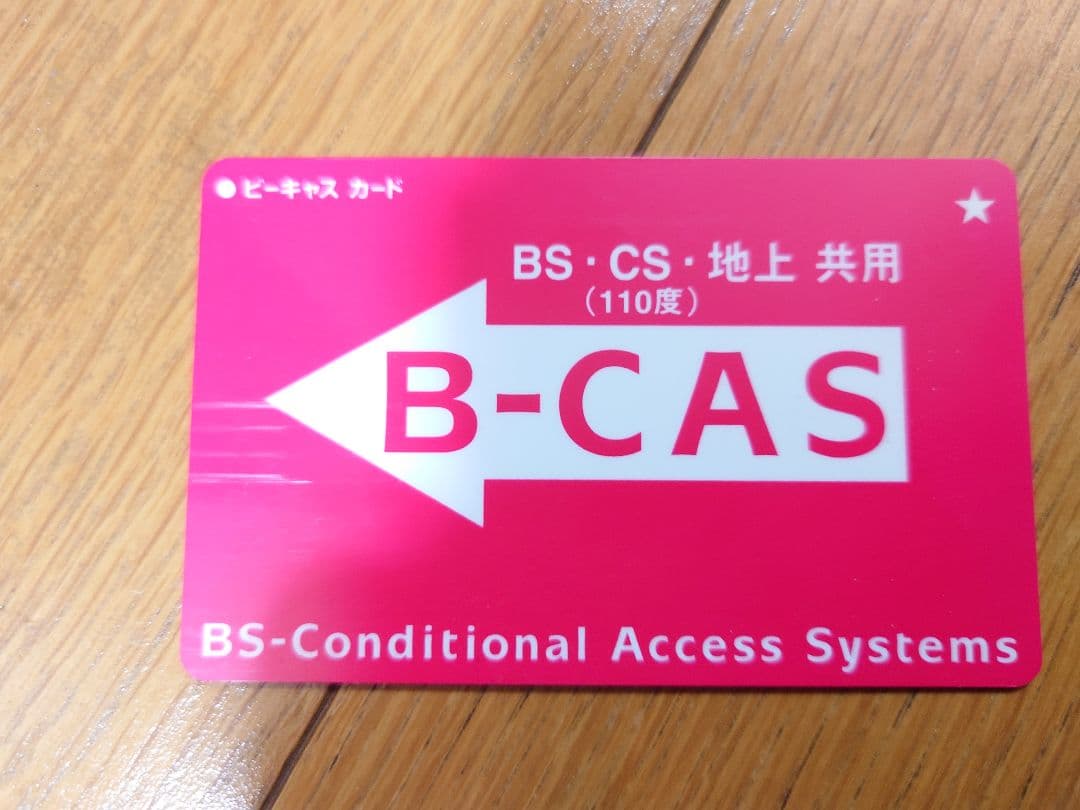 ●ビーキャス カード
★
BS・CS・地上 共用
（110度）
B-CAS
BS-Conditional Access Systems